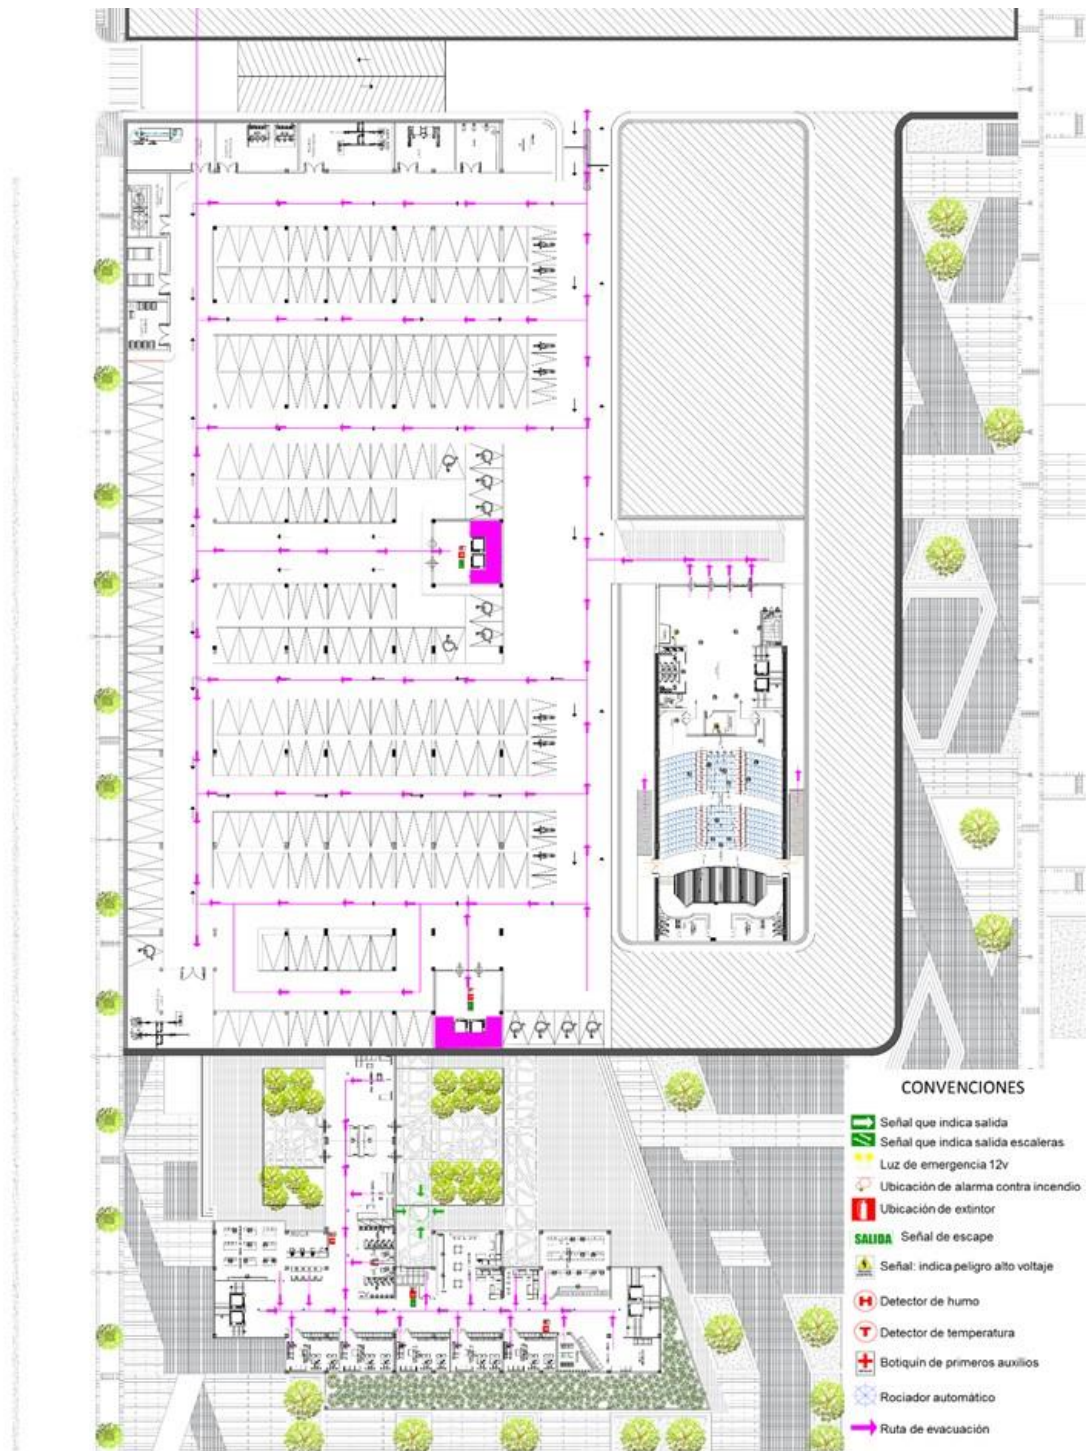 CONVENCIONES
Señal que indica salida
Señal que indica salida escaleras
Luz de emergencia 12v
Ubicación de alarma contra incendio
Ubicación de extintor
SALIDA Señal de escape
Señal: indica peligro alto voltaje
H Detector de humo
T Detector de temperatura
Botiquín de primeros auxilios
Rociador automático
Ruta de evacuación